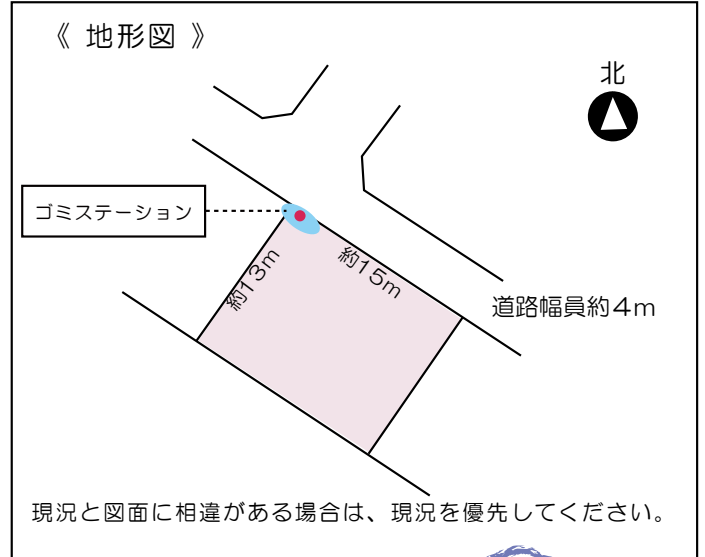 《 地形図 》
北
ゴミステーション
約13m
約15m
道路幅員約4m
現況と図面に相違がある場合は、現況を優先してください。